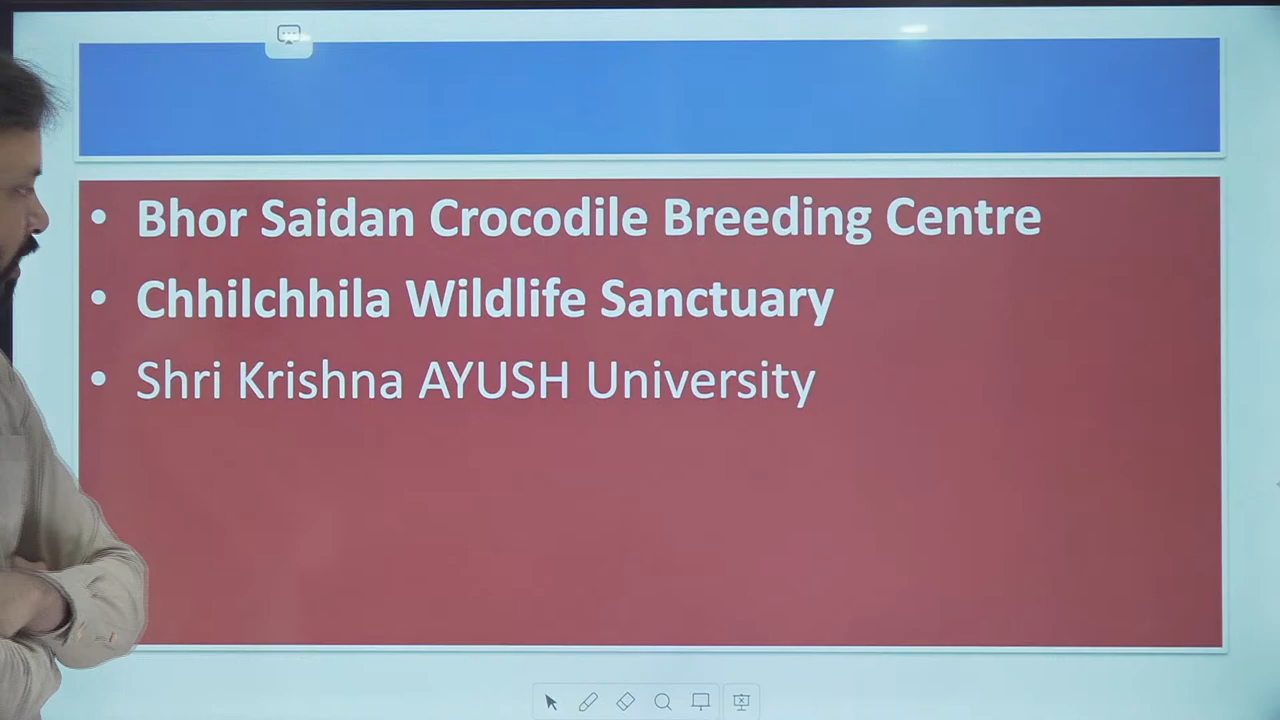 • Bhor Saidan Crocodile Breeding Centre
• Chhilchhila Wildlife Sanctuary
• Shri Krishna AYUSH University